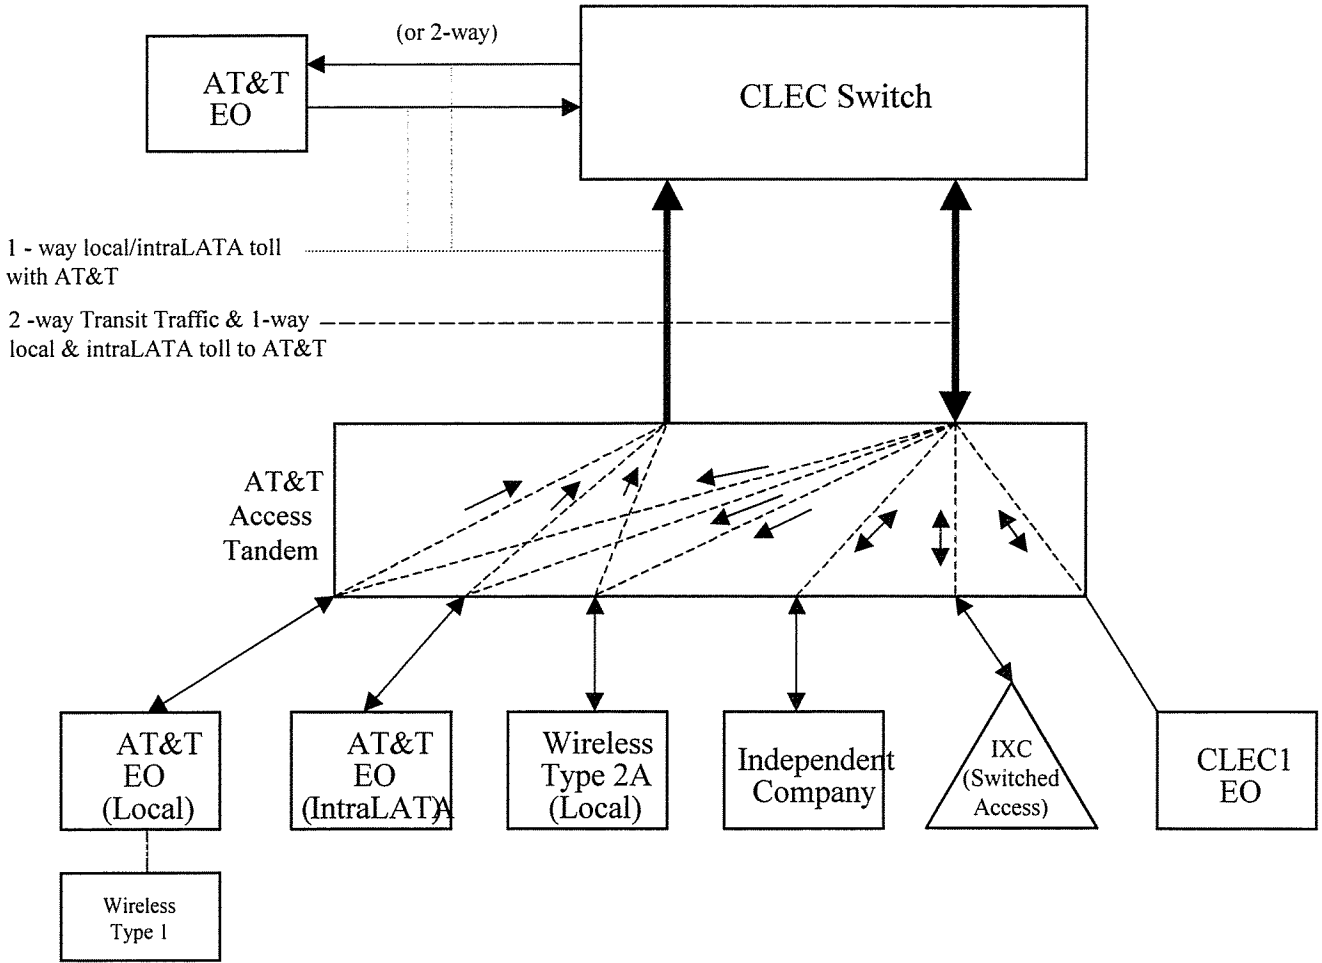 (or 2-way)
AT&T
EO
CLEC Switch
1 - way local/intraLATA toll
with AT&T
2 -way Transit Traffic & 1-way
local & intraLATA toll to AT&T
AT&T
Access
Tandem
AT&T
EO
(Local)
AT&T
EO
(IntraLATA)
Wireless
Type 2A
(Local)
Independent
Company
IXC
(Switched
Access)
CLEC1
EO
Wireless
Type 1